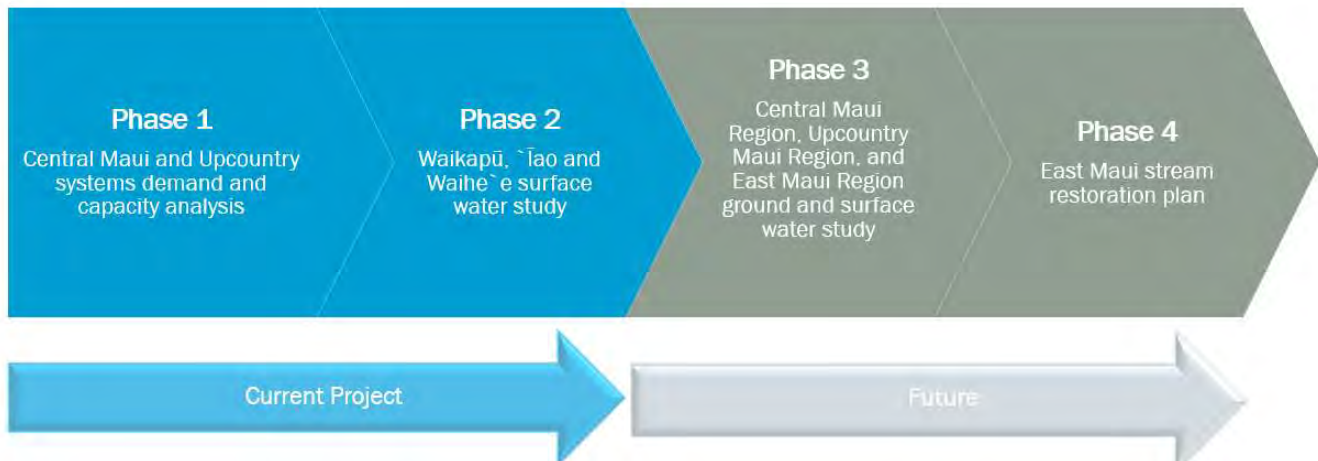 Phase 1
Central Maui and Upcountry
systems demand and
capacity analysis
Phase 2
Waikapū, `Īao and
Waihe`e surface
water study
Phase 3
Central Maui
Region, Upcountry
Maui Region, and
East Maui Region
ground and surface
water study
Phase 4
East Maui stream
restoration plan
Current Project
Future